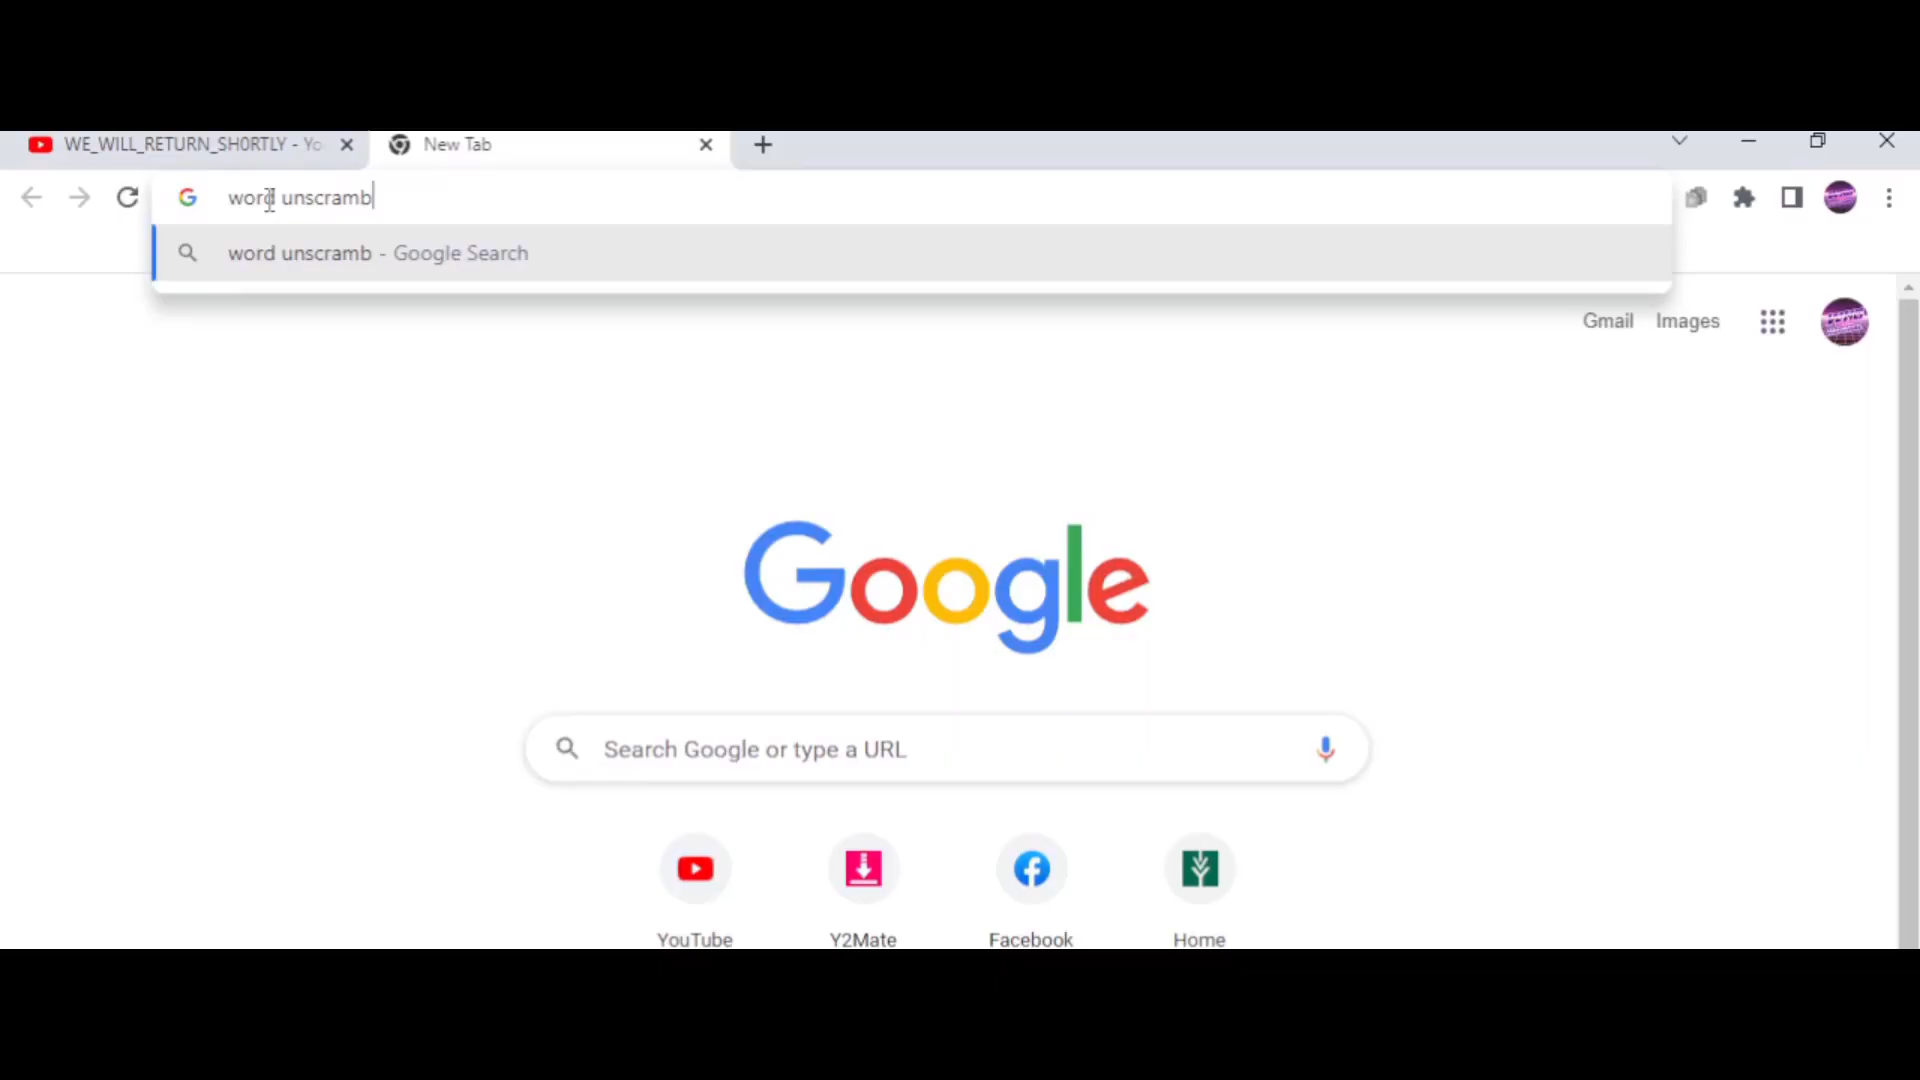 WE_WILL_RETURN_SHORTLY - Yo
New Tab
word unscramb
word unscramb - Google Search
Gmail
Images
Google
Search Google or type a URL
YouTube
Y2Mate
Facebook
Home